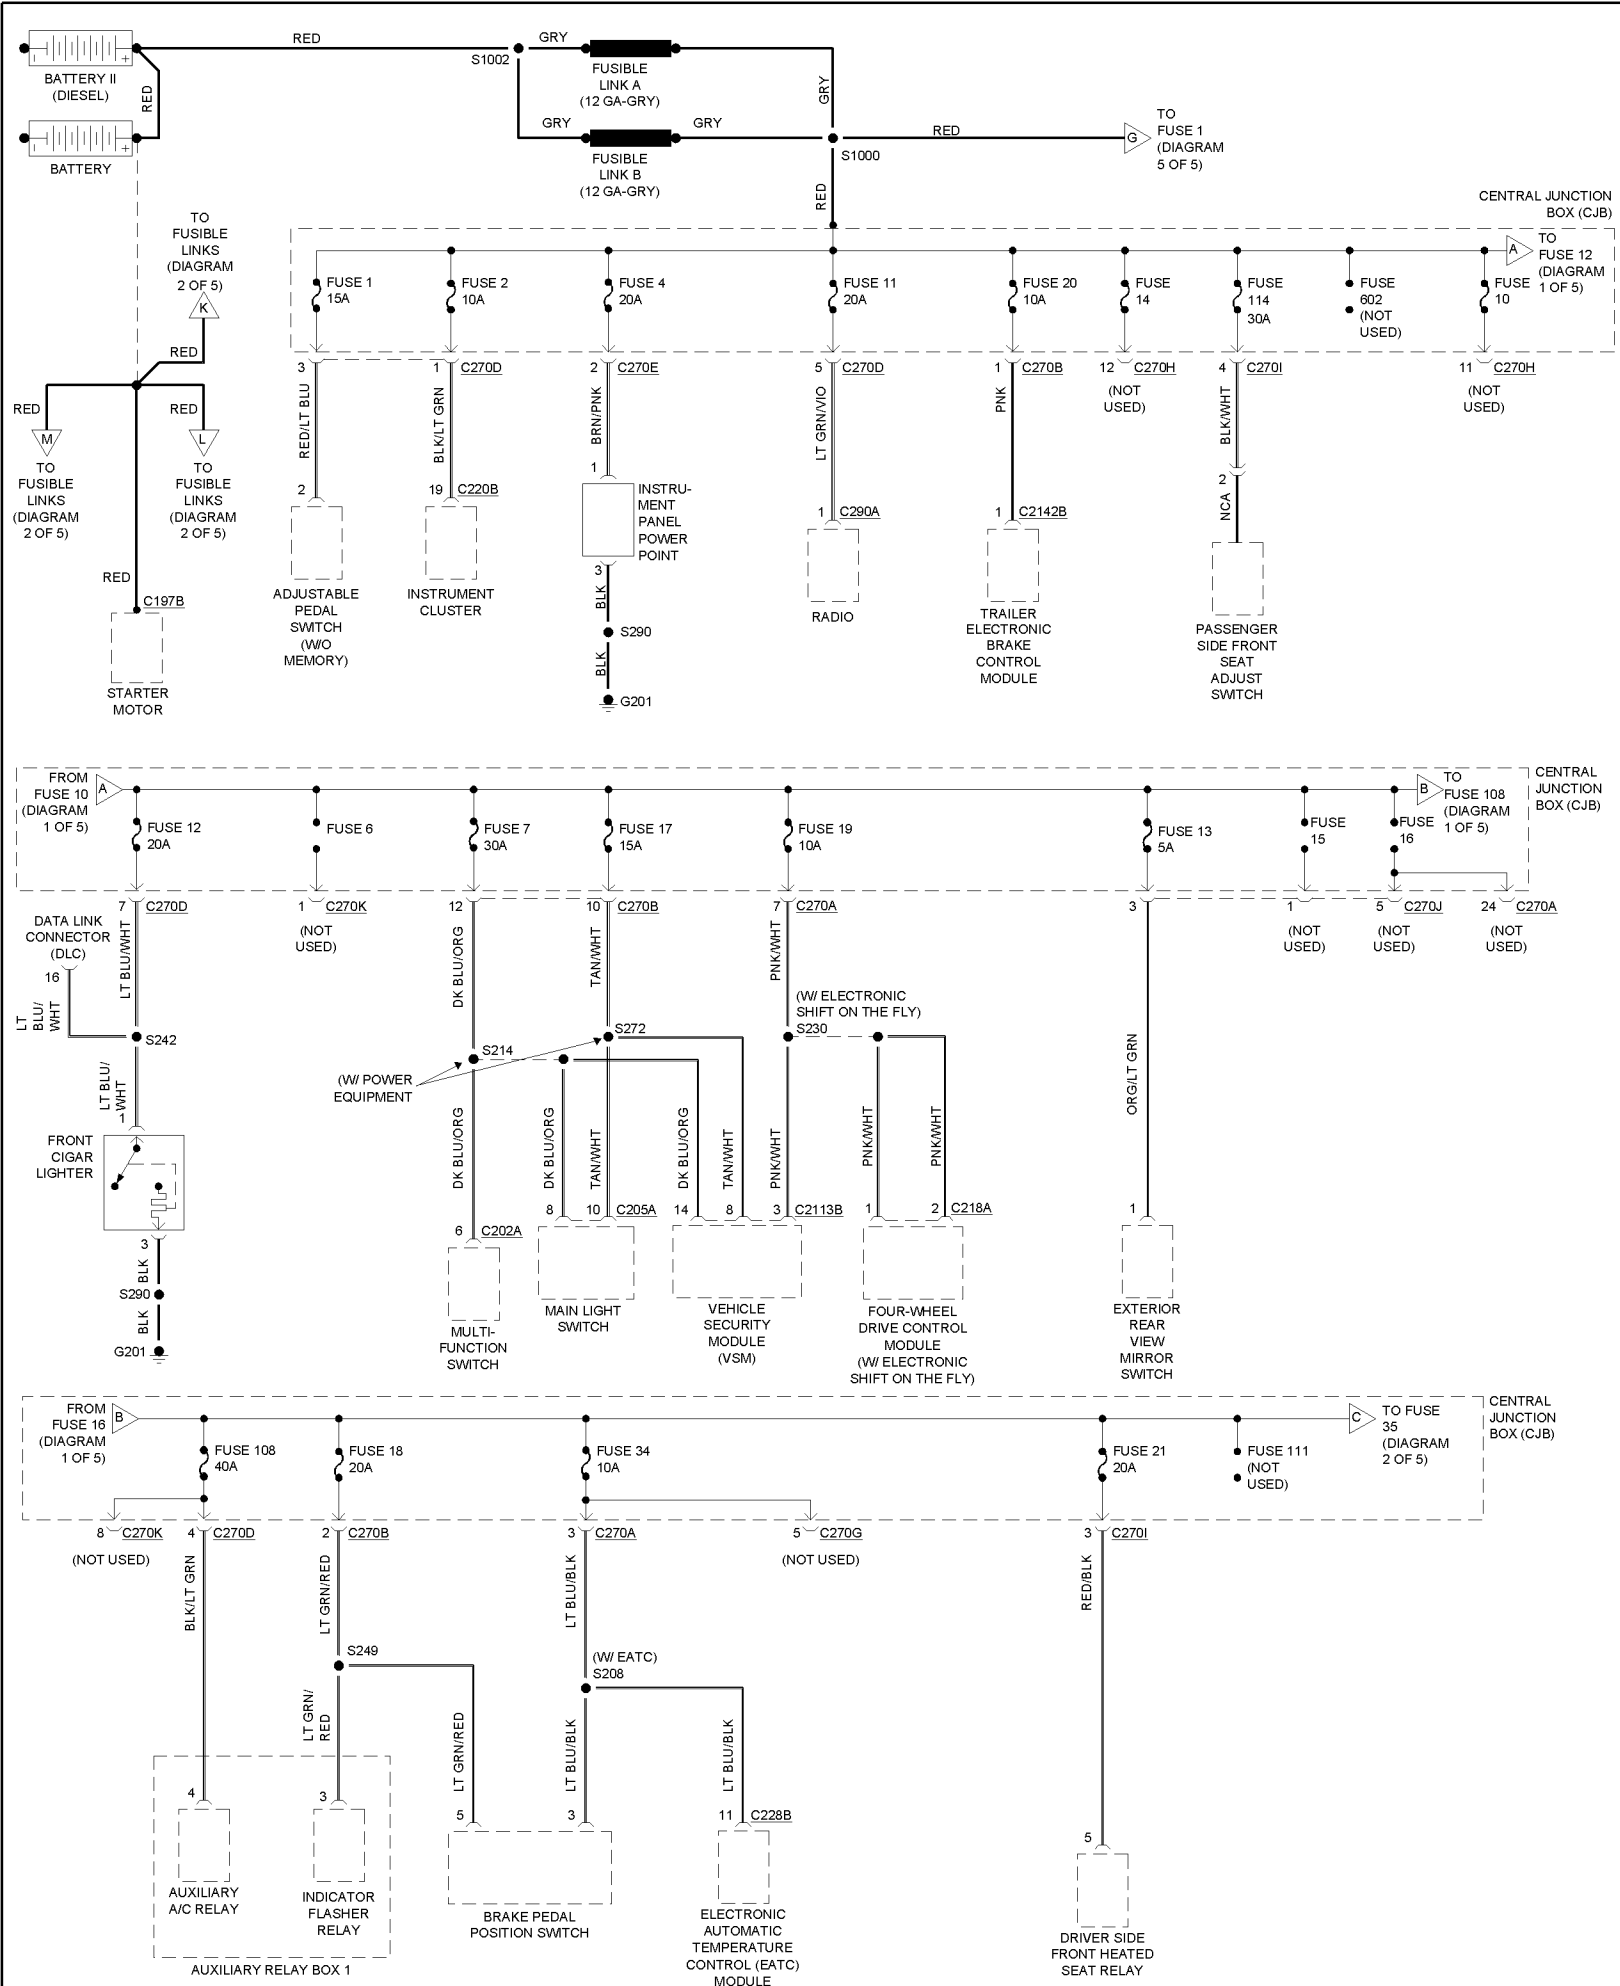 RED
S1002
GRY
FUSIBLE
LINK A
(12 GA-GRY)
GRY
BATTERY II
(DIESEL)
RED
BATTERY
GRY
GRY
FUSIBLE
LINK B
(12 GA-GRY)
S1000
RED
G
TO
FUSE 1
(DIAGRAM
5 OF 5)
RED
CENTRAL JUNCTION
BOX (CJB)
TO
FUSIBLE
LINKS
(DIAGRAM
2 OF 5)
K
RED
RED
RED
M
L
TO
FUSIBLE
LINKS
(DIAGRAM
2 OF 5)
TO
FUSIBLE
LINKS
(DIAGRAM
2 OF 5)
RED
C197B
STARTER
MOTOR
FUSE 1
15A
FUSE 2
10A
FUSE 4
20A
FUSE 11
20A
FUSE 20
10A
FUSE
14
FUSE
114
30A
FUSE
602
(NOT
USED)
FUSE
10
A
TO
FUSE 12
(DIAGRAM
1 OF 5)
3
1 C270D
2 C270E
5 C270D
1 C270B
12 C270H
(NOT
USED)
4 C270I
11 C270H
(NOT
USED)
RED/LT BLU
BLK/LT GRN
BRN/PNK
LT GRN/VIO
PNK
BLK/WHT
2
19 C220B
1
INSTRU-
MENT
PANEL
POWER
POINT
1 C290A
1 C2142B
2
NCA
ADJUSTABLE
PEDAL
SWITCH
(W/O
MEMORY)
INSTRUMENT
CLUSTER
3
BLK
S290
BLK
G201
RADIO
TRAILER
ELECTRONIC
BRAKE
CONTROL
MODULE
PASSENGER
SIDE FRONT
SEAT
ADJUST
SWITCH
FROM
FUSE 10
(DIAGRAM
1 OF 5)
A
FUSE 12
20A
FUSE 6
FUSE 7
30A
FUSE 17
15A
FUSE 19
10A
FUSE 13
5A
FUSE
15
FUSE
16
B
TO
FUSE 108
(DIAGRAM
1 OF 5)
CENTRAL
JUNCTION
BOX (CJB)
7 C270D
1 C270K
(NOT
USED)
12
10 C270B
7 C270A
3
1
(NOT
USED)
5 C270J
(NOT
USED)
24 C270A
(NOT
USED)
DATA LINK
CONNECTOR
(DLC)
16
LT
BLU/
WHT
LT BLU/WHT
S242
LT BLU/
WHT
1
FRONT
CIGAR
LIGHTER
3
BLK
S290
BLK
G201
DK BLU/ORG
TAN/WHT
PNK/WHT
(W/ ELECTRONIC
SHIFT ON THE FLY)
S230
S272
S214
(W/ POWER
EQUIPMENT
ORG/LT GRN
DK BLU/ORG
DK BLU/ORG
TAN/WHT
DK BLU/ORG
TAN/WHT
PNK/WHT
PNK/WHT
PNK/WHT
6 C202A
8
10 C205A
14
8
3 C2113B
1
2 C218A
1
MULTI-
FUNCTION
SWITCH
MAIN LIGHT
SWITCH
VEHICLE
SECURITY
MODULE
(VSM)
FOUR-WHEEL
DRIVE CONTROL
MODULE
(W/ ELECTRONIC
SHIFT ON THE FLY)
EXTERIOR
REAR
VIEW
MIRROR
SWITCH
FROM
FUSE 16
(DIAGRAM
1 OF 5)
B
FUSE 108
40A
FUSE 18
20A
FUSE 34
10A
FUSE 21
20A
FUSE 111
(NOT
USED)
C
TO FUSE
35
(DIAGRAM
2 OF 5)
CENTRAL
JUNCTION
BOX (CJB)
8 C270K
(NOT USED)
4 C270D
2 C270B
3 C270A
5 C270G
(NOT USED)
3 C270I
BLK/LT GRN
LT GRN/RED
LT BLU/BLK
RED/BLK
S249
(W/ EATC)
S208
LT GRN/
RED
LT GRN/RED
LT BLU/BLK
LT BLU/BLK
4
3
5
3
11 C228B
5
AUXILIARY
A/C RELAY
INDICATOR
FLASHER
RELAY
AUXILIARY RELAY BOX 1
BRAKE PEDAL
POSITION SWITCH
ELECTRONIC
AUTOMATIC
TEMPERATURE
CONTROL (EATC)
MODULE
DRIVER SIDE
FRONT HEATED
SEAT RELAY